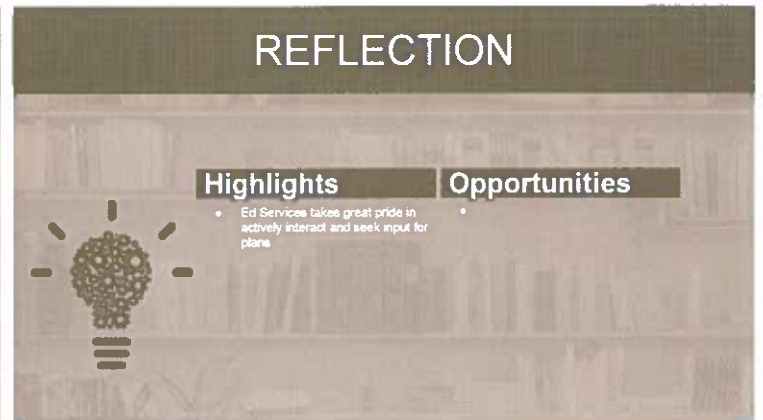 REFLECTION
Highlights
• Ed Services takes great pride in
actively interact and seek input for
plans
Opportunities
•